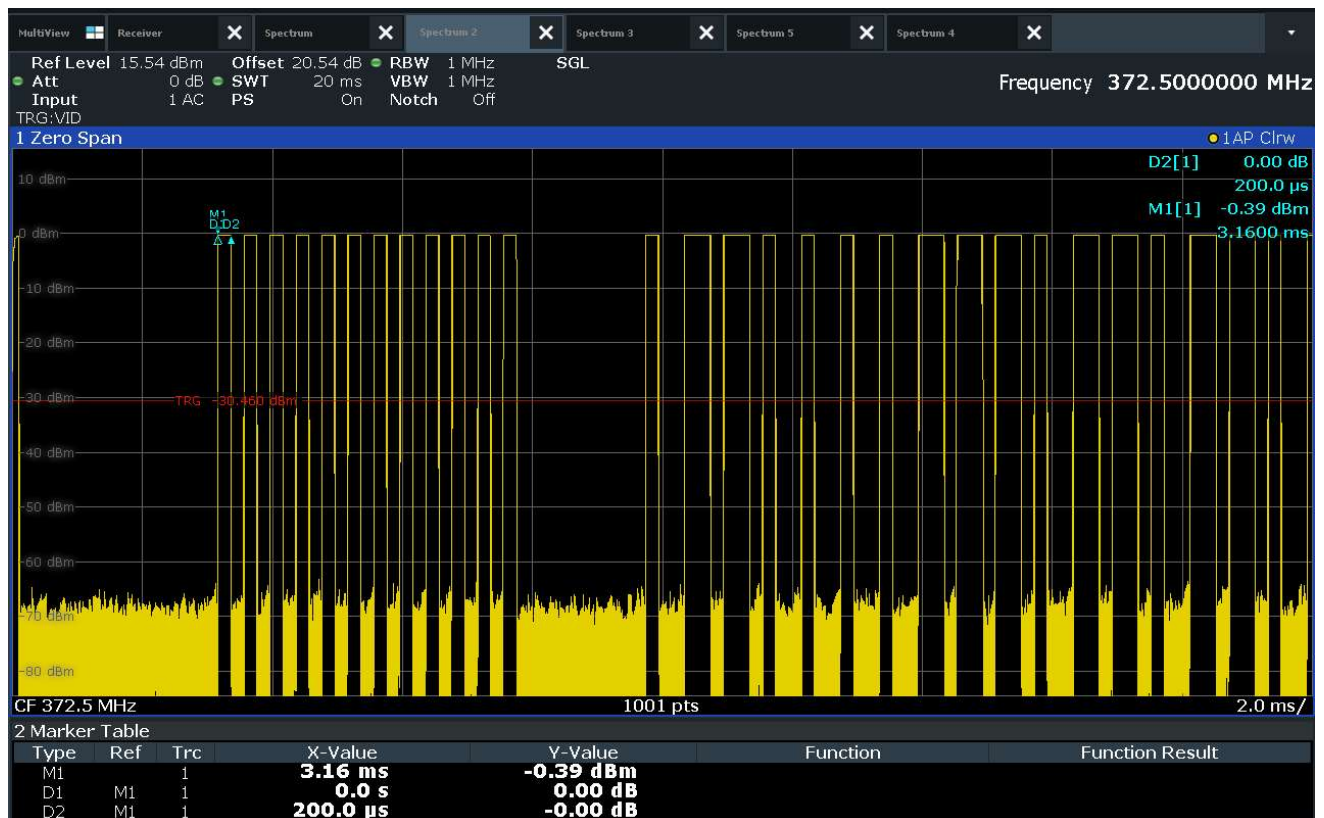 MultiView Receiver X Spectrum X Spectrum 2 X Spectrum 3 X Spectrum 5 X Spectrum 4 X
Ref Level 15.54 dBm Offset 20.54 dB RBW 1 MHz SGL
Att 0 dB SWT 20 ms VBW 1 MHz
Frequency 372.5000000 MHz
Input 1 AC PS On Notch Off
TRG:VID
1 Zero Span 1AP Clrw
D2[1] 0.00 dB
10 dBm
200.0 µs
M1[1] -0.39 dBm
M1
D1D2
0 dBm
3.1600 ms
-10 dBm
-20 dBm
-30 dBm
TRG -30.460 dBm
-40 dBm
-50 dBm
-60 dBm
-70 dBm
-80 dBm
CF 372.5 MHz 1001 pts 2.0 ms/
2 Marker Table
Type Ref Trc X-Value Y-Value Function Function Result
M1 1 3.16 ms -0.39 dBm
D1 M1 1 0.0 s 0.00 dB
D2 M1 1 200.0 µs -0.00 dB